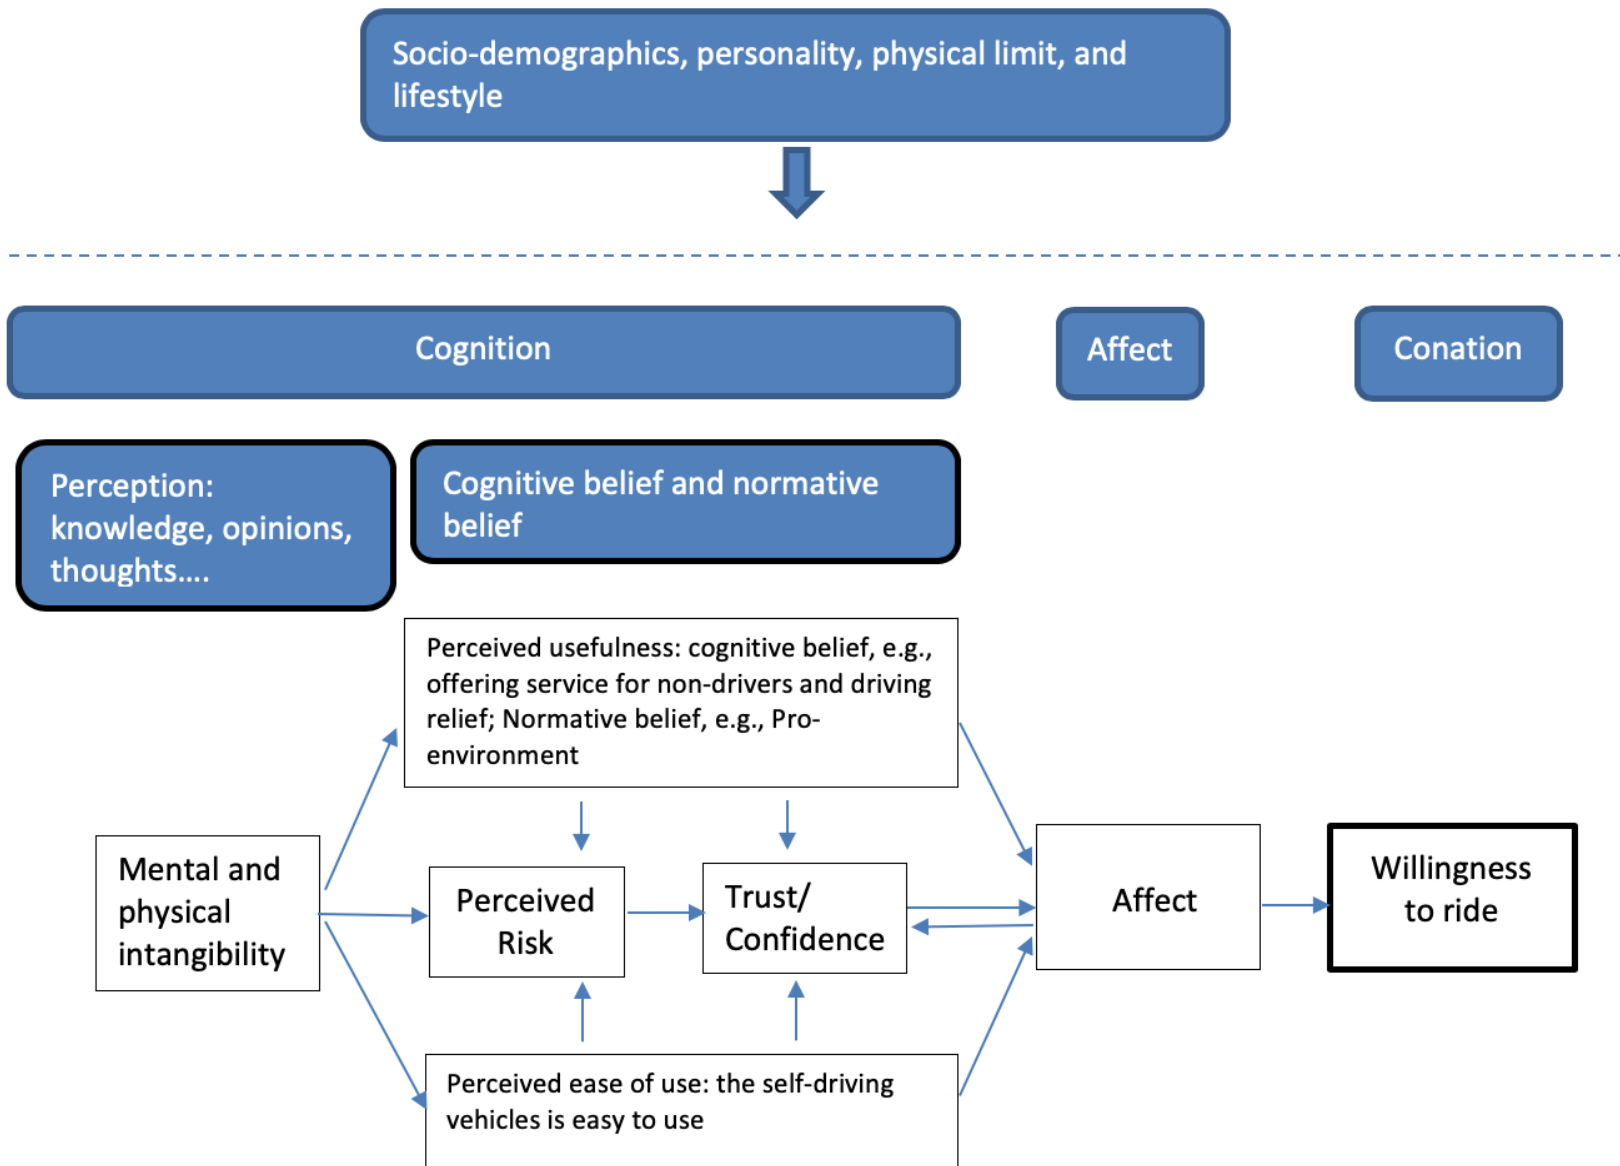 Socio-demographics, personality, physical limit, and
lifestyle
Cognition
Affect
Conation
Perception:
knowledge, opinions,
thoughts....
Cognitive belief and normative
belief
Perceived usefulness: cognitive belief, e.g.,
offering service for non-drivers and driving
relief; Normative belief, e.g., Pro-
environment
Mental and
physical
intangibility
Perceived
Risk
Trust/
Confidence
Affect
Willingness
to ride
Perceived ease of use: the self-driving
vehicles is easy to use